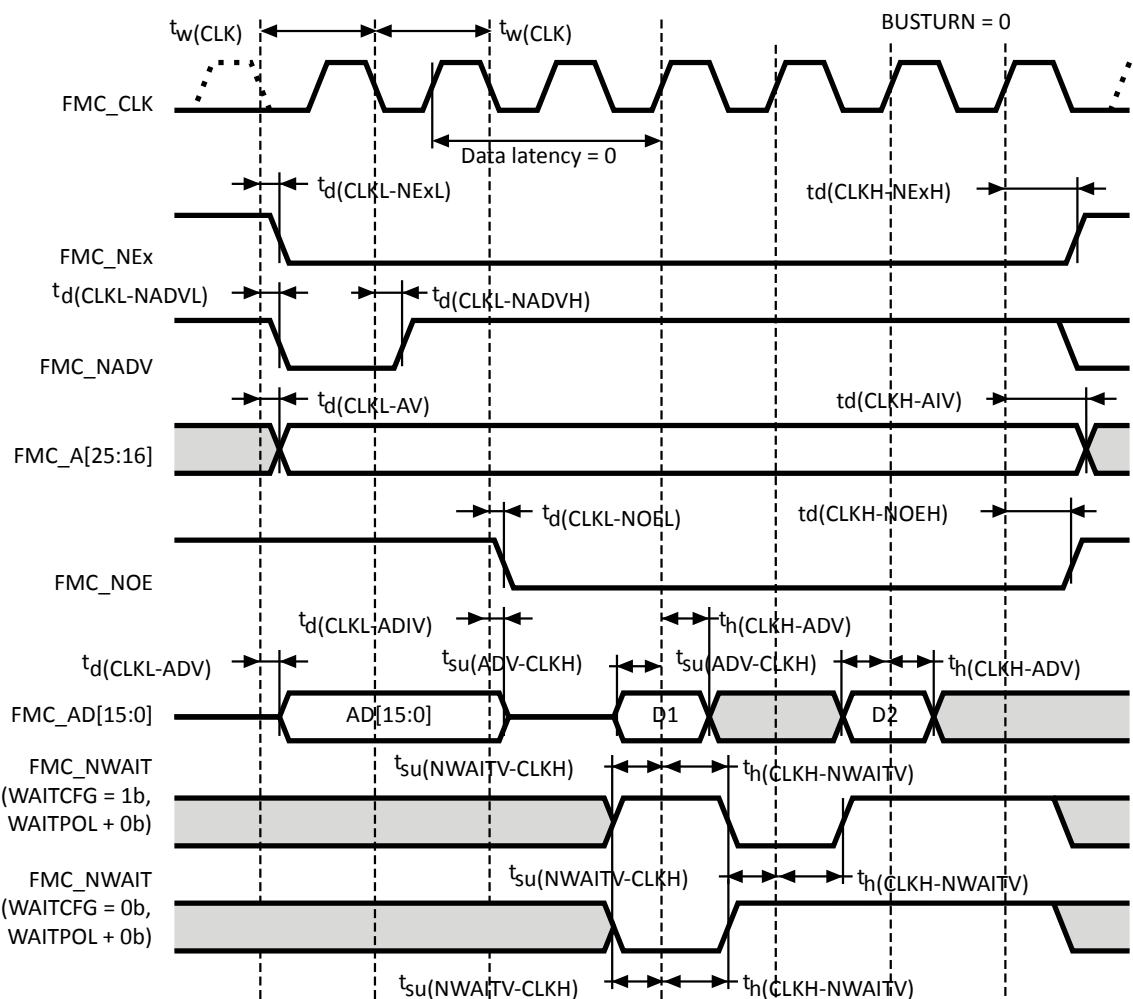 BUSTURN = 0
tw(CLK) tw(CLK)
FMC_CLK
Data latency = 0
td(CLKL-NExL) td(CLKH-NExH)
FMC_NEx
td(CLKL-NADVL) td(CLKL-NADVH)
FMC_NADV
td(CLKL-AV) td(CLKH-AIV)
FMC_A[25:16]
td(CLKL-NOEL) td(CLKH-NOEH)
FMC_NOE
td(CLKL-ADIV) th(CLKH-ADV)
td(CLKL-ADV) tsu(ADV-CLKH) tsu(ADV-CLKH) th(CLKH-ADV)
FMC_AD[15:0] AD[15:0] D1 D2
FMC_NWAIT
(WAITCFG = 1b,
WAITPOL + 0b)
tsu(NWAITV-CLKH) th(CLKH-NWAITV)
tsu(NWAITV-CLKH) th(CLKH-NWAITV)
FMC_NWAIT
(WAITCFG = 0b,
WAITPOL + 0b)
tsu(NWAITV-CLKH) th(CLKH-NWAITV)